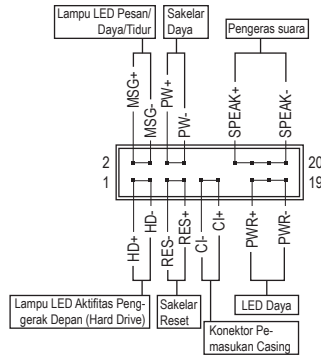 Lampu LED Pesan/
Daya/Tidur
Sakelar
Daya
Pengeras suara
MSG+
MSG-
PW+
PW-
SPEAK+
SPEAK-
2
20
1
19
HD+
HD-
RES-
RES+
CI-
CI+
PWR+
PWR-
Lampu LED Aktifitas Peng-
gerak Depan (Hard Drive)
Sakelar
Reset
LED Daya
Konektor Pe-
masukan Casing